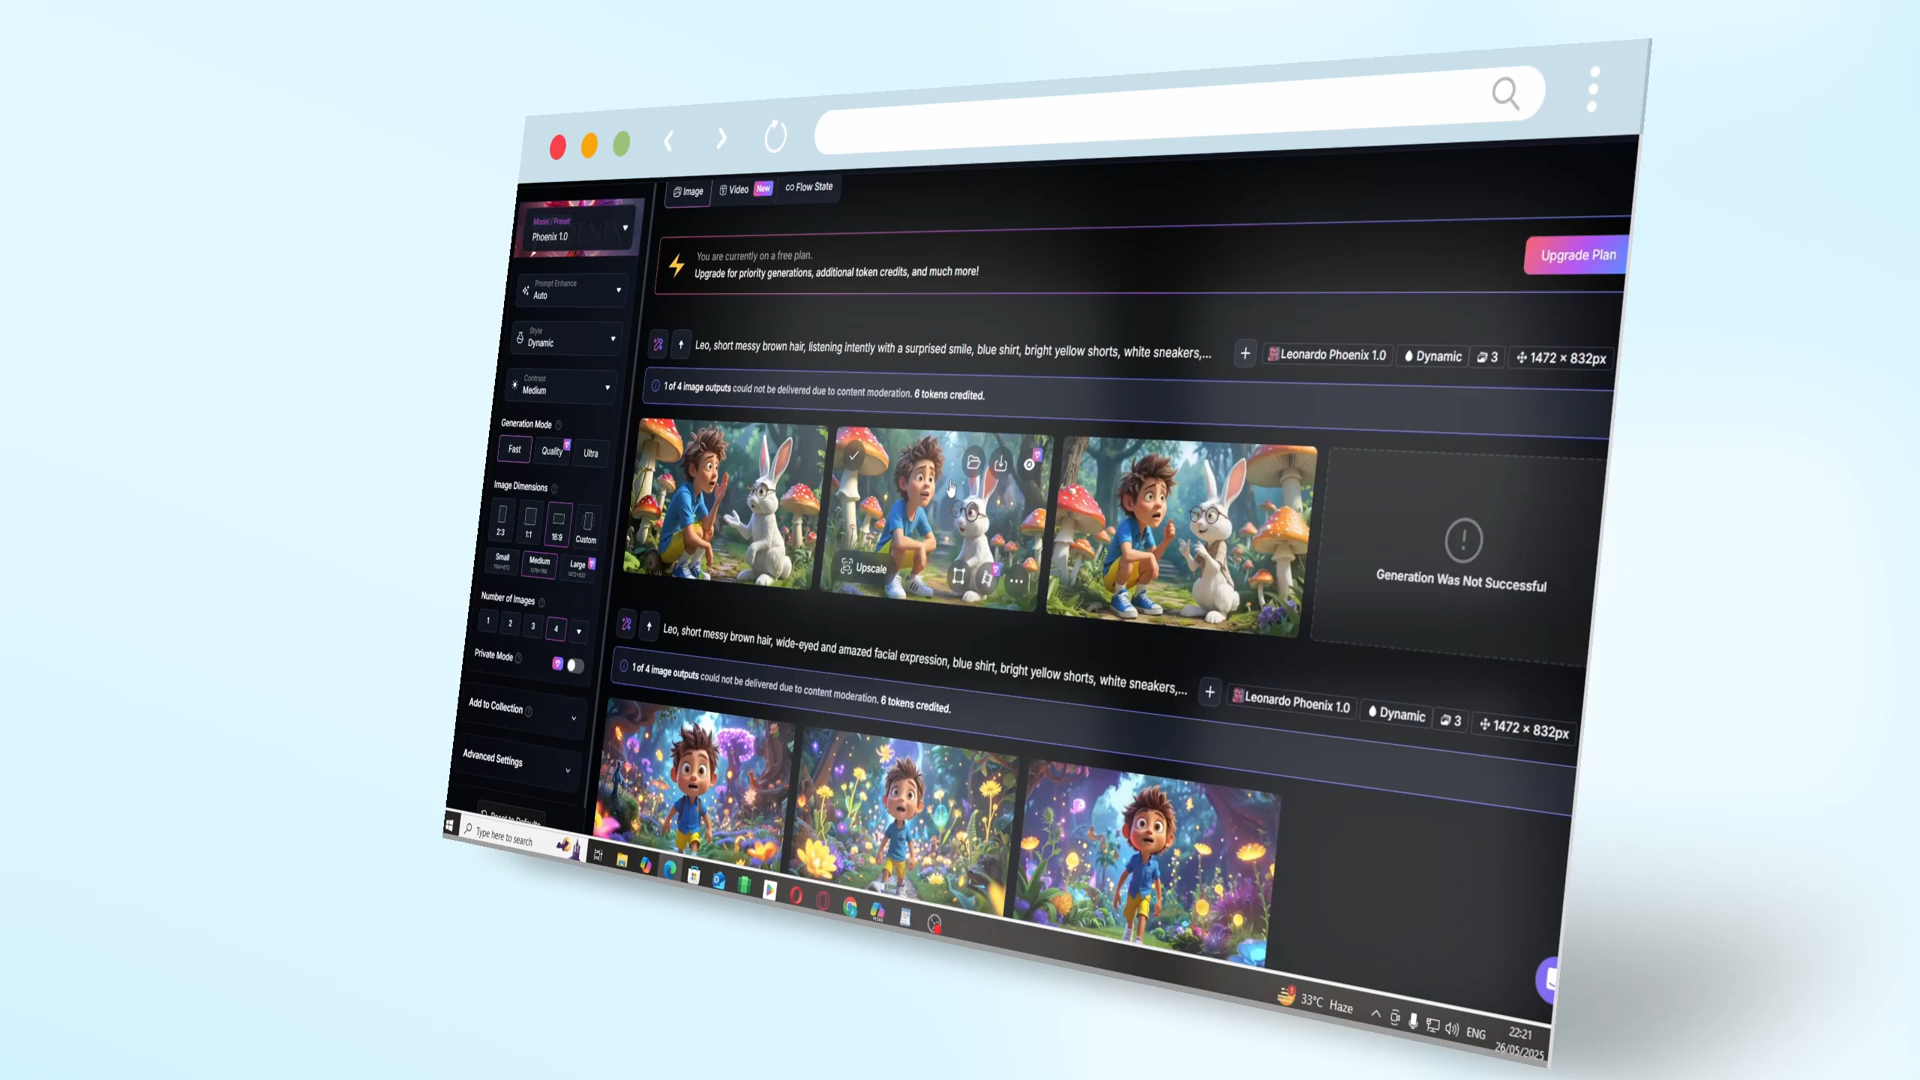 Image
Video New
Flow State
Model / Preset
Phoenix 1.0
You are currently on a free plan.
Upgrade for priority generations, additional token credits, and much more!
Upgrade Plan
Prompt Enhance
Auto
Style
Dynamic
Contrast
Medium
Generation Mode
Fast Quality Ultra
Image Dimensions
2:3 1:1 16:9 Custom
Small Medium Large
Number of Images
1 2 3 4
Private Mode
Add to Collection
Advanced Settings
Leo, short messy brown hair, listening intently with a surprised smile, blue shirt, bright yellow shorts, white sneakers,...
Leonardo Phoenix 1.0 Dynamic 3 1472 × 832px
1 of 4 image outputs could not be delivered due to content moderation. 6 tokens credited.
Upscale
Generation Was Not Successful
Leo, short messy brown hair, wide-eyed and amazed facial expression, blue shirt, bright yellow shorts, white sneakers,...
Leonardo Phoenix 1.0 Dynamic 3 1472 × 832px
1 of 4 image outputs could not be delivered due to content moderation. 6 tokens credited.
Type here to search
33°C Haze
ENG
22:21
26/05/2025